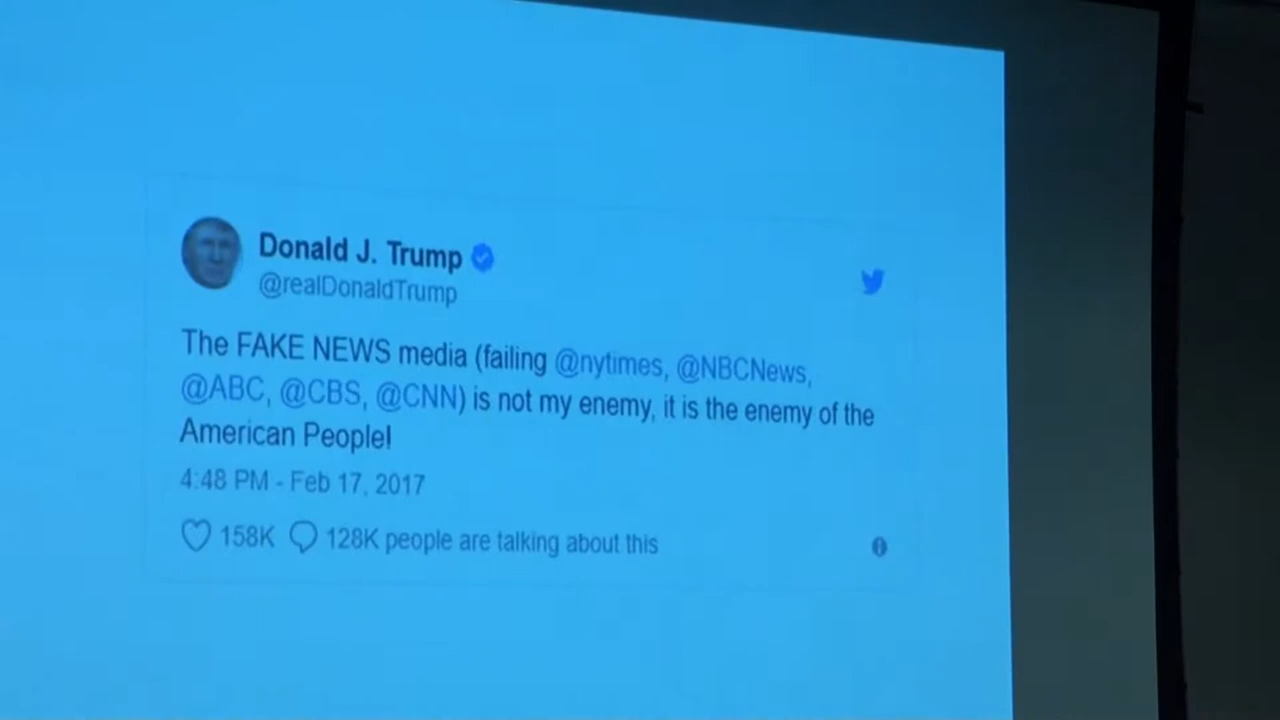 Donald J. Trump
@realDonaldTrump
The FAKE NEWS media (failing @nytimes, @NBCNews,
@ABC, @CBS, @CNN) is not my enemy, it is the enemy of the
American People!
4:48 PM - Feb 17, 2017
158K 128K people are talking about this